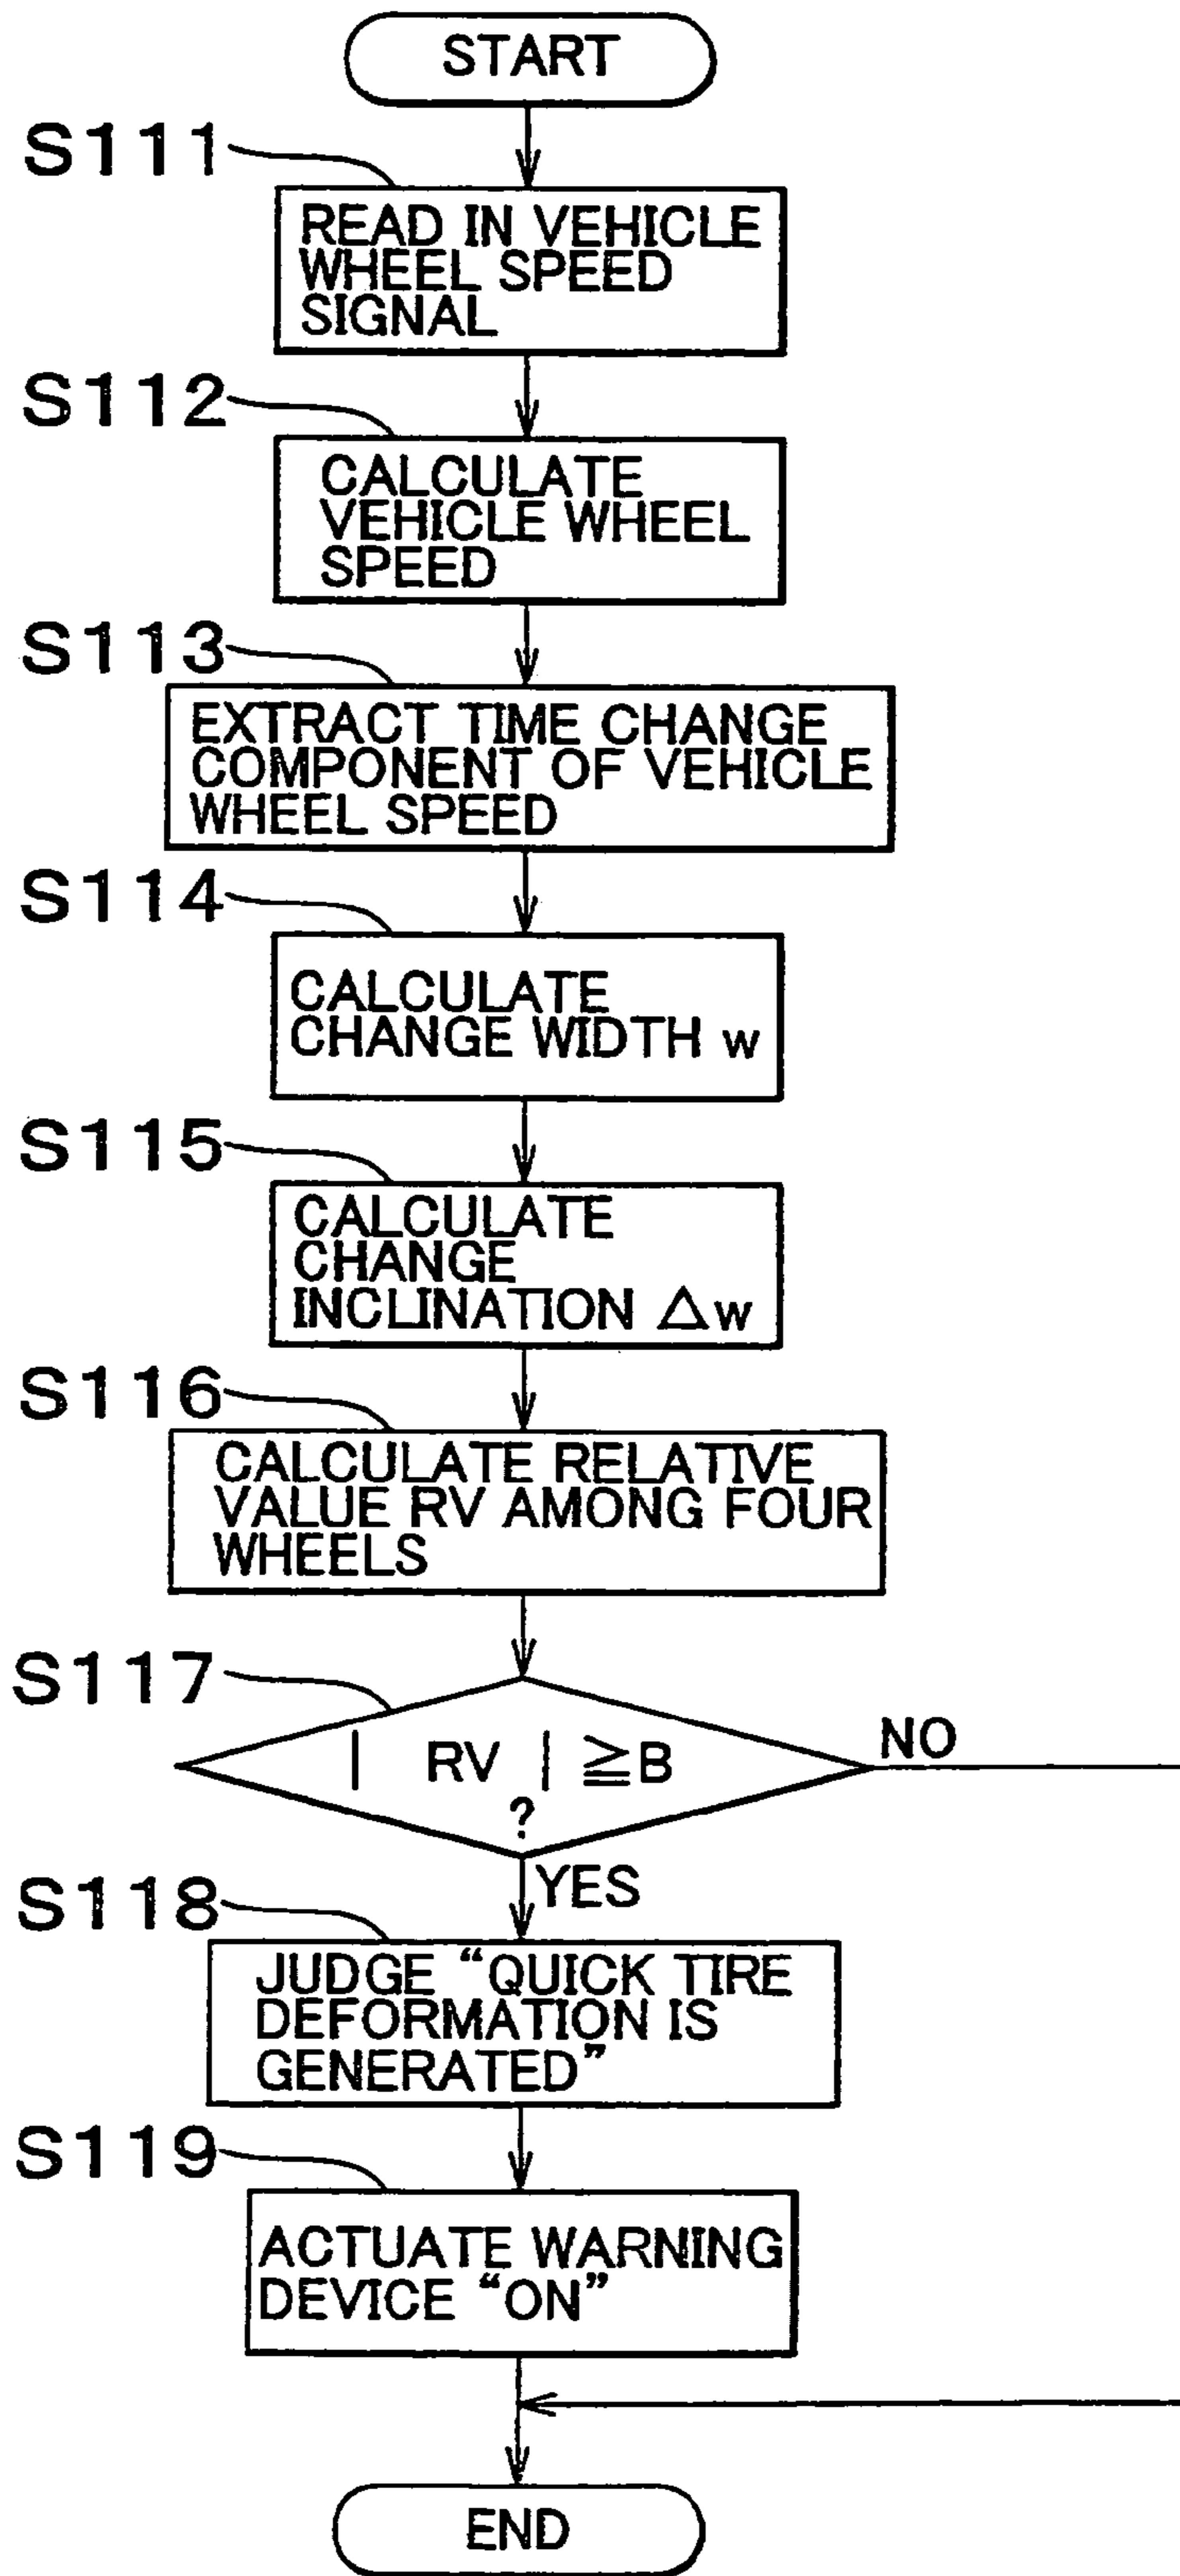 START
S111
READ IN VEHICLE
WHEEL SPEED
SIGNAL
S112
CALCULATE
VEHICLE WHEEL
SPEED
S113
EXTRACT TIME CHANGE
COMPONENT OF VEHICLE
WHEEL SPEED
S114
CALCULATE
CHANGE WIDTH w
S115
CALCULATE
CHANGE
INCLINATION Δw
S116
CALCULATE RELATIVE
VALUE RV AMONG FOUR
WHEELS
S117
| RV | ≧B
?
NO
YES
S118
JUDGE “QUICK TIRE
DEFORMATION IS
GENERATED”
S119
ACTUATE WARNING
DEVICE “ON”
END